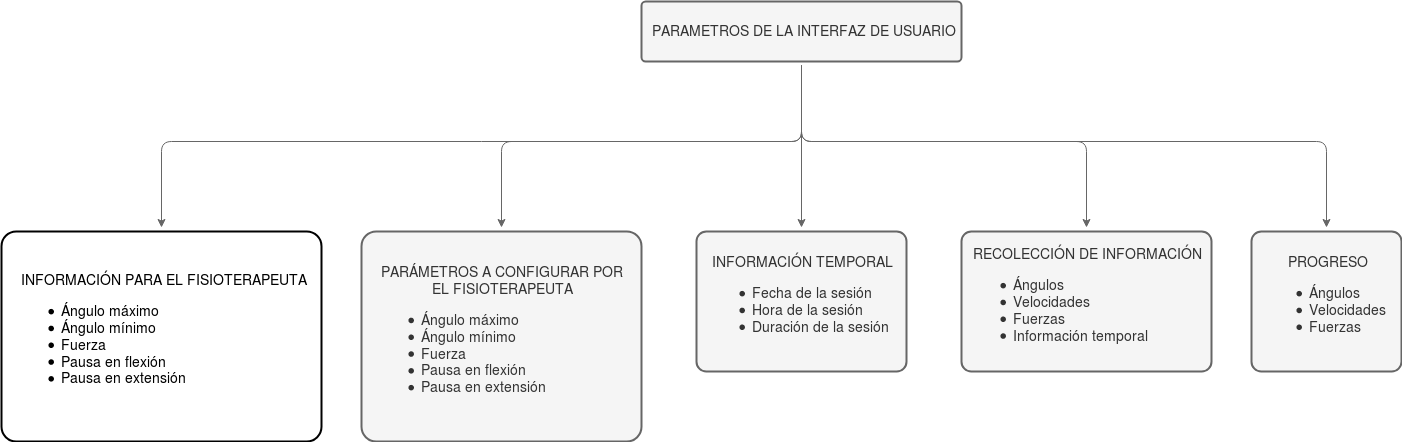 PARAMETROS DE LA INTERFAZ DE USUARIO
INFORMACIÓN PARA EL FISIOTERAPEUTA
• Ángulo máximo
• Ángulo mínimo
• Fuerza
• Pausa en flexión
• Pausa en extensión
PARÁMETROS A CONFIGURAR POR
EL FISIOTERAPEUTA
• Ángulo máximo
• Ángulo mínimo
• Fuerza
• Pausa en flexión
• Pausa en extensión
INFORMACIÓN TEMPORAL
• Fecha de la sesión
• Hora de la sesión
• Duración de la sesión
RECOLECCIÓN DE INFORMACIÓN
• Ángulos
• Velocidades
• Fuerzas
• Información temporal
PROGRESO
• Ángulos
• Velocidades
• Fuerzas